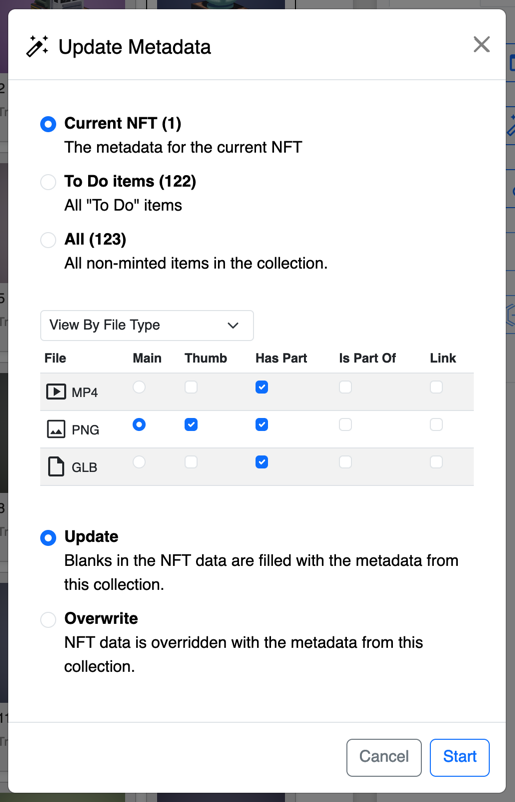 Update Metadata
Current NFT (1)
The metadata for the current NFT
To Do items (122)
All "To Do" items
All (123)
All non-minted items in the collection.
View By File Type
File Main Thumb Has Part Is Part Of Link
MP4
PNG
GLB
Update
Blanks in the NFT data are filled with the metadata from
this collection.
Overwrite
NFT data is overridden with the metadata from this
collection.
Cancel Start